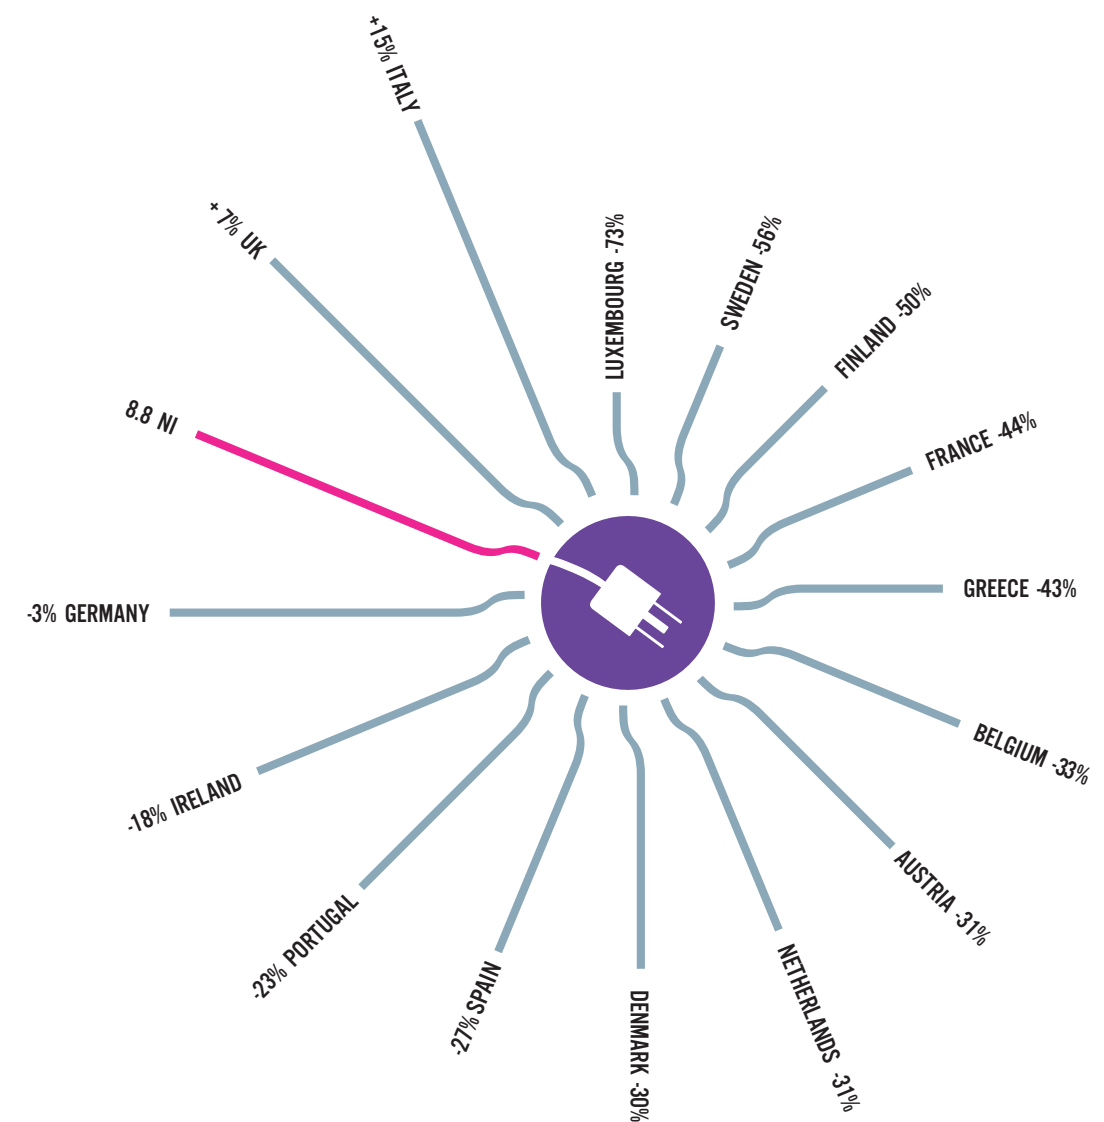 +15% ITALY
+ 7% UK
8.8 NI
-3% GERMANY
-18% IRELAND
-23% PORTUGAL
-27% SPAIN
DENMARK -30%
NETHERLANDS -31%
AUSTRIA -31%
BELGIUM -33%
GREECE -43%
FRANCE -44%
FINLAND -50%
SWEDEN -56%
LUXEMBOURG -73%